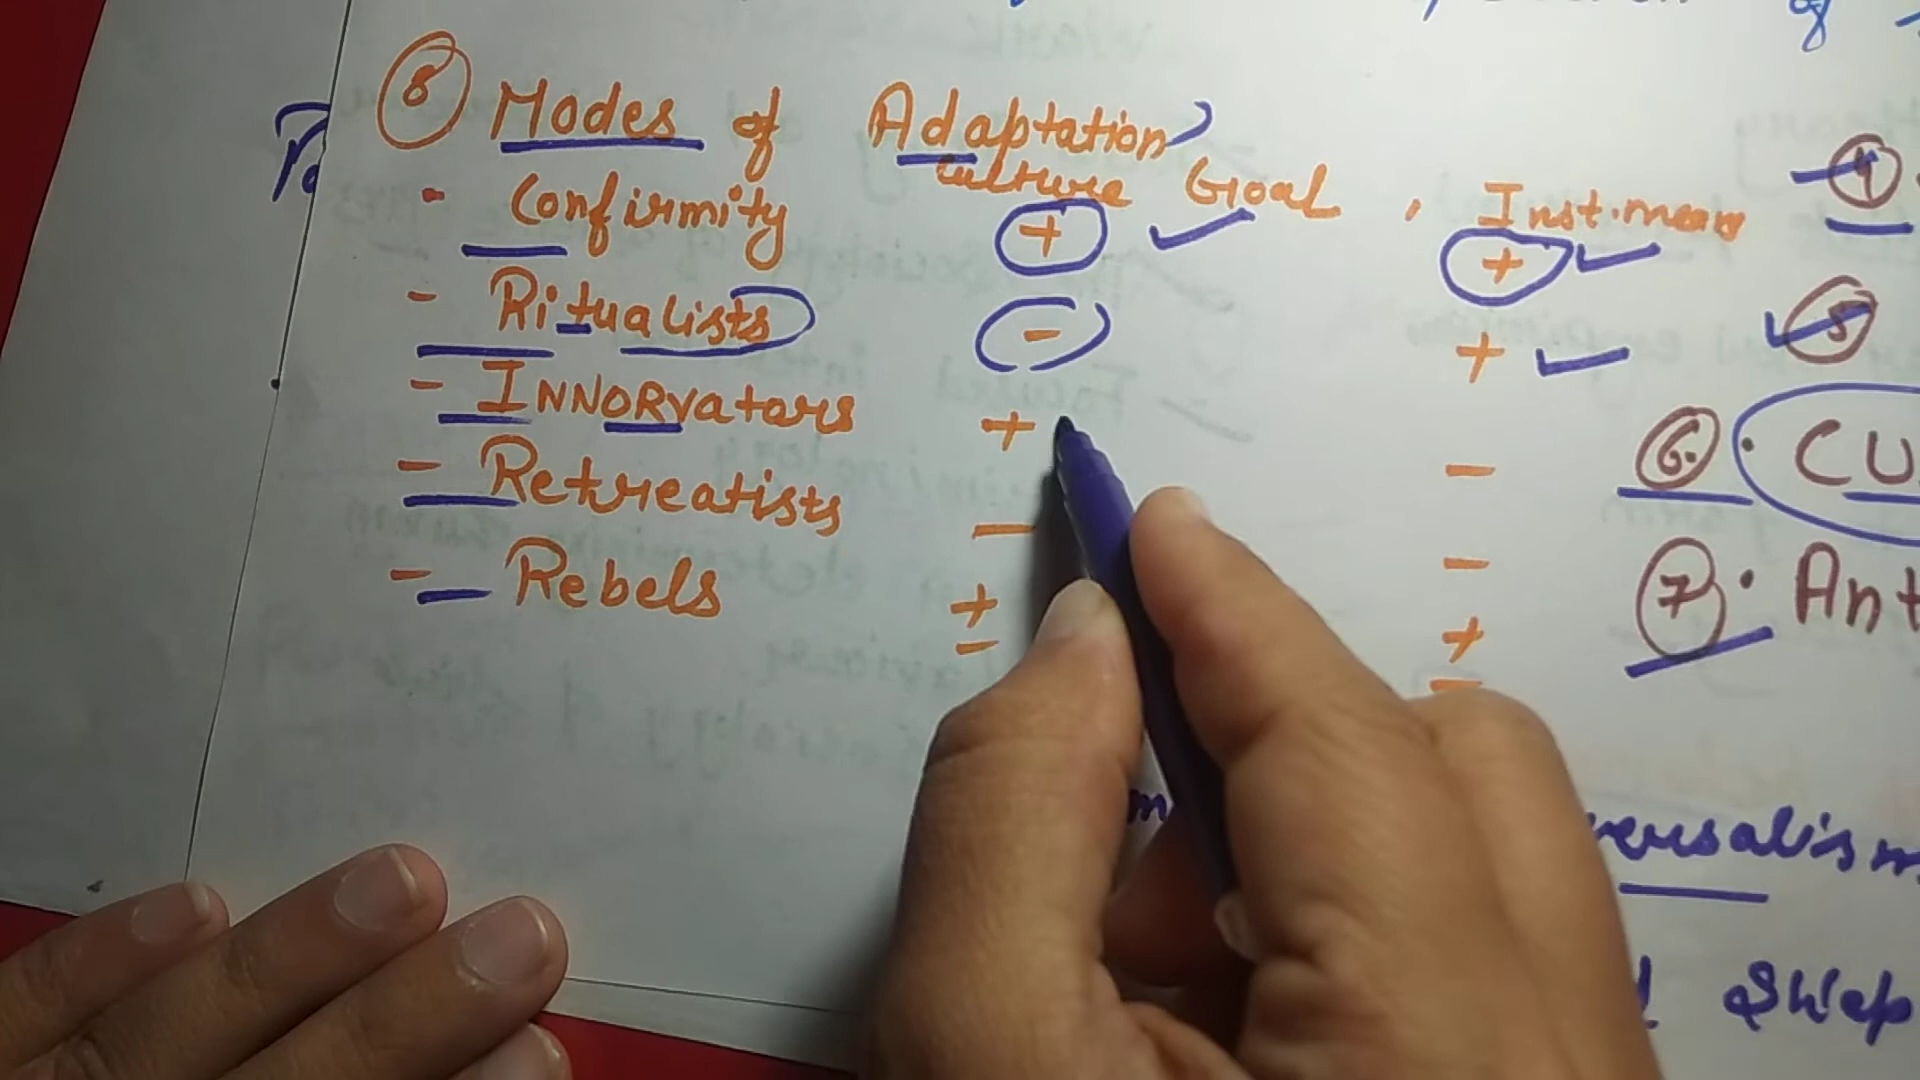 of
8 Modes of Adaptation
culture Goal, Inst. means
- Confirmity + +
- Ritualists - +
- INNORvators + -
- Retreatists - -
- Rebels + +
- -
4
5
6. CU
7. Ant
versalism